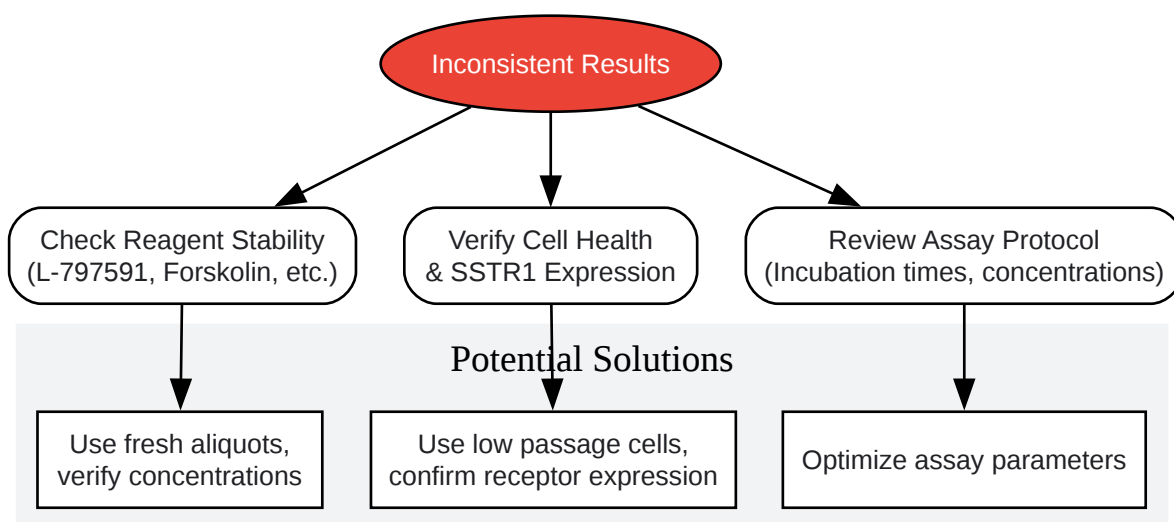 Inconsistent Results
Check Reagent Stability
(L-797591, Forskolin, etc.)
Verify Cell Health
& SSTR1 Expression
Review Assay Protocol
(Incubation times, concentrations)
Potential Solutions
Use fresh aliquots,
verify concentrations
Use low passage cells,
confirm receptor expression
Optimize assay parameters